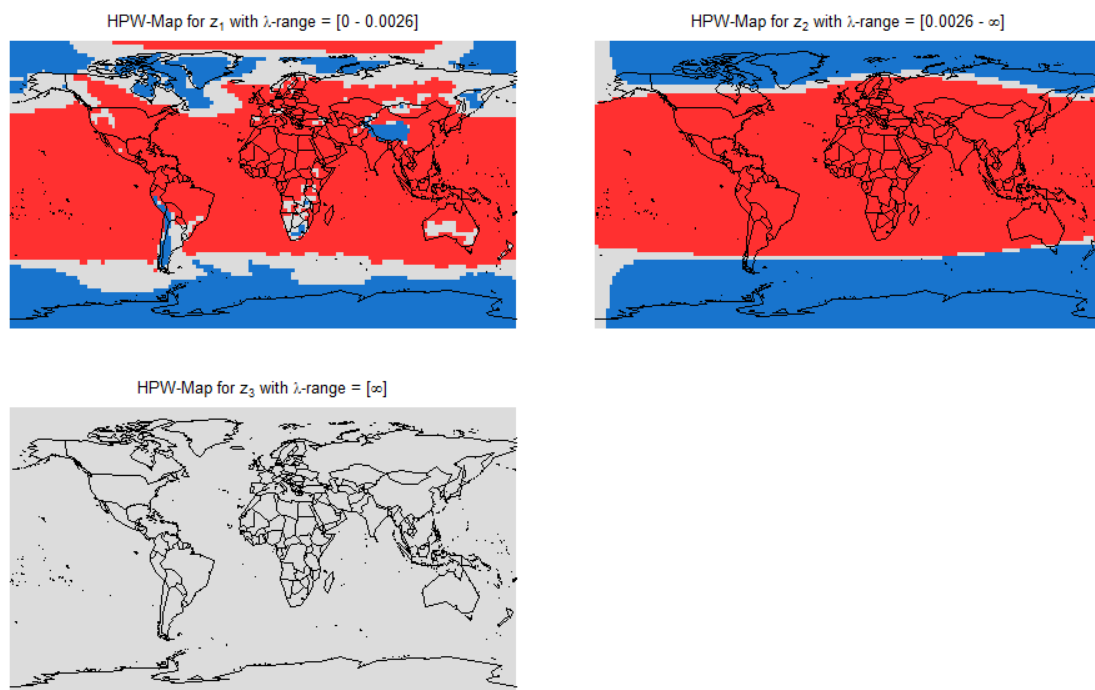 HPW-Map for z₁ with λ-range = [0 - 0.0026]
HPW-Map for z₂ with λ-range = [0.0026 - ∞]
HPW-Map for z₃ with λ-range = [∞]